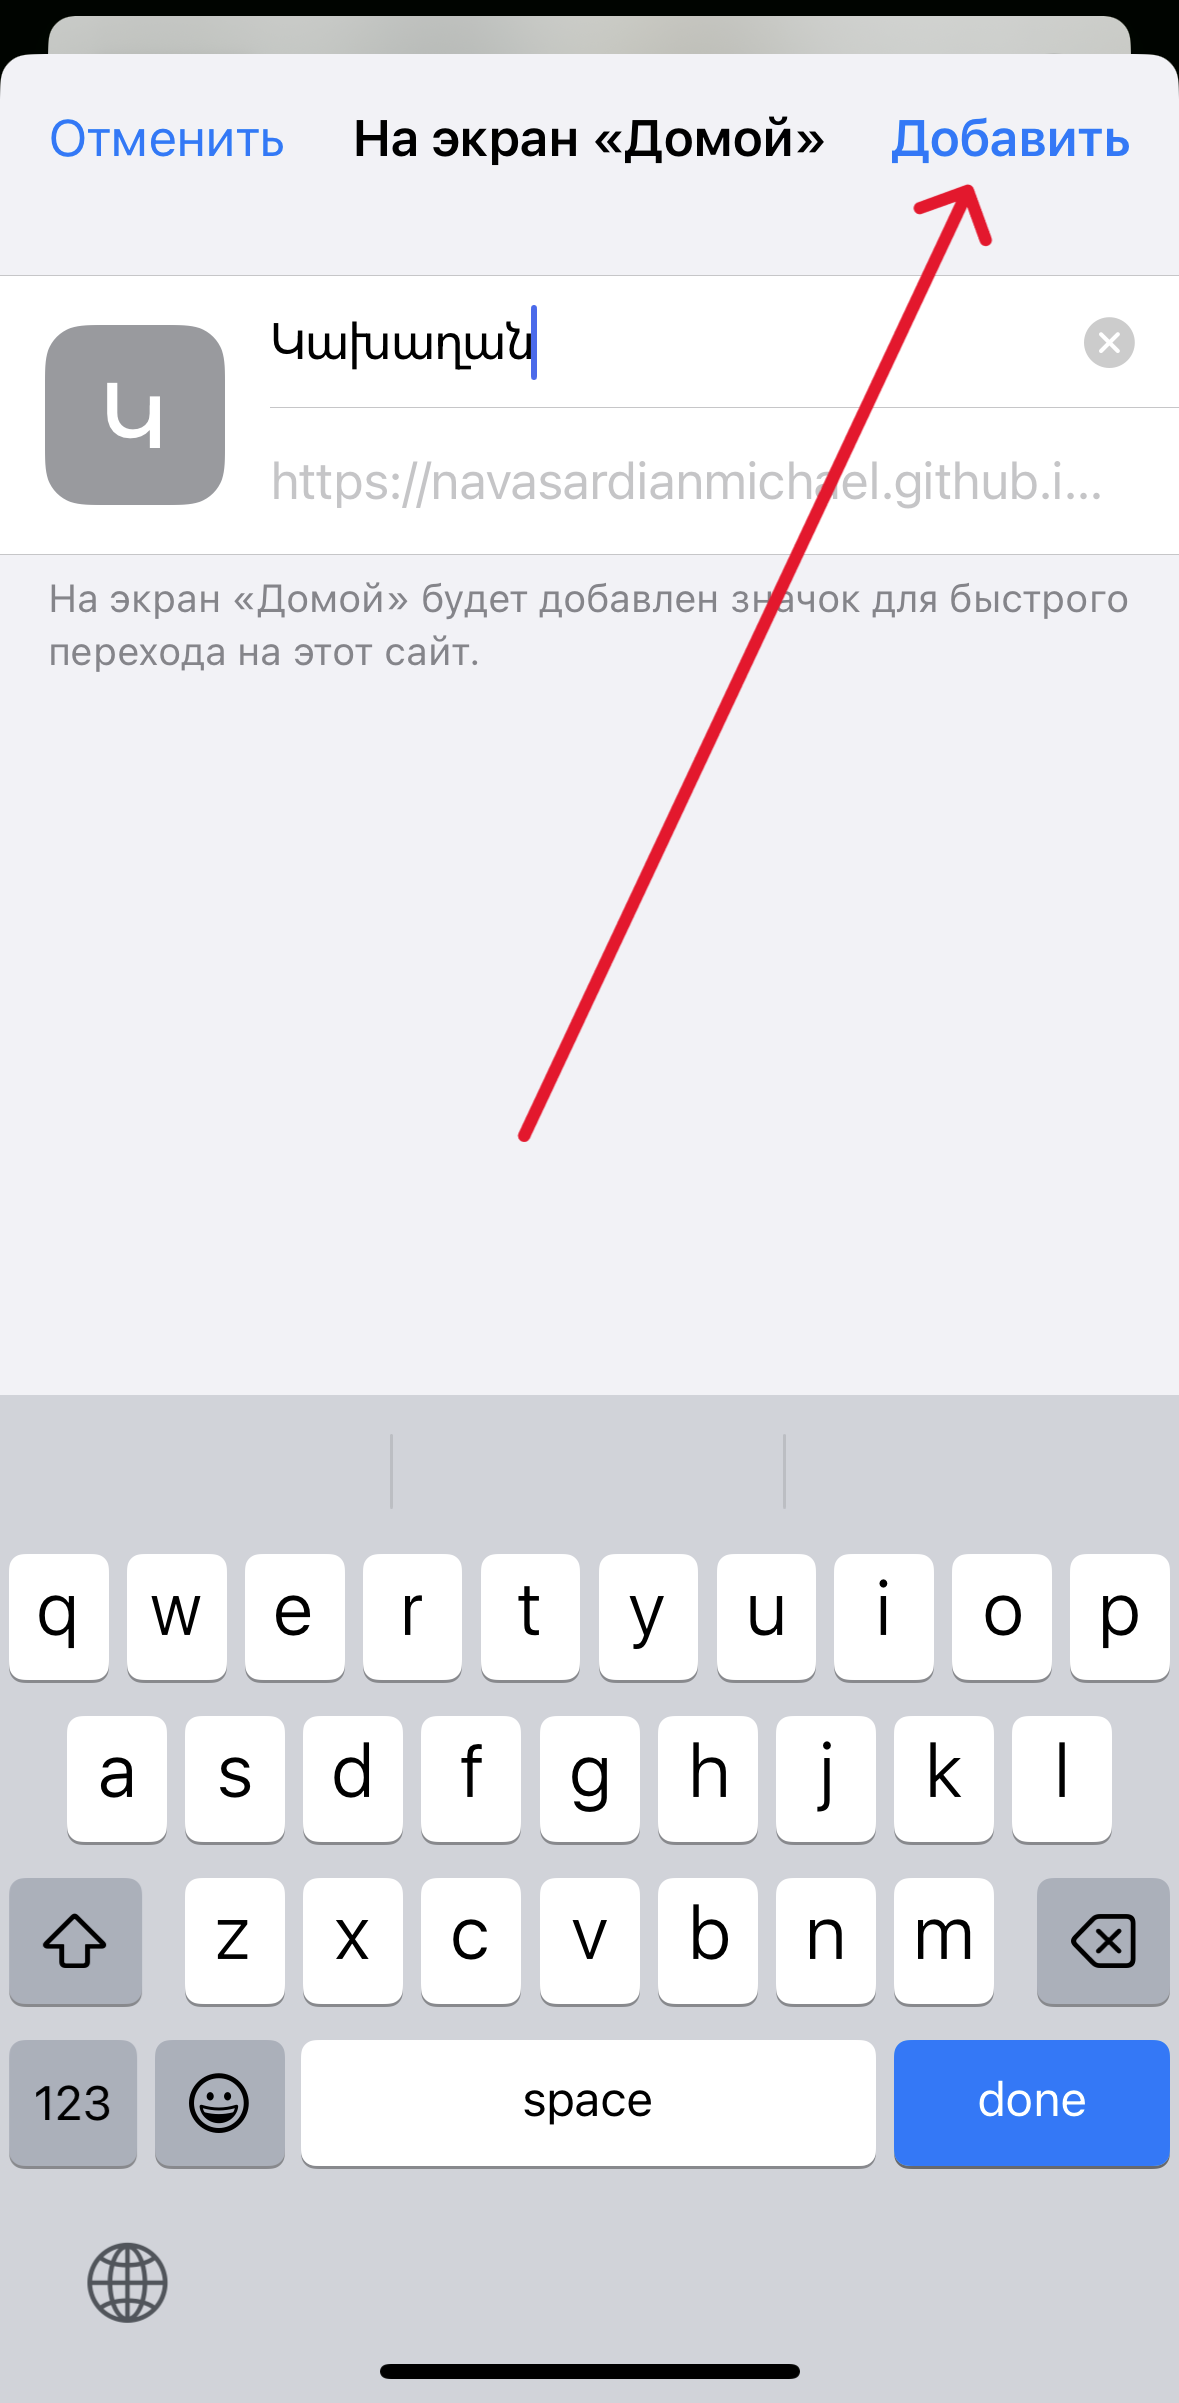 Отменить На экран «Домой» Добавить
Կախաղան
Կ
https://navasardianmichael.github.i...
На экран «Домой» будет добавлен значок для быстрого
перехода на этот сайт.
q w e r t y u i o p
a s d f g h j k l
z x c v b n m
123 space done